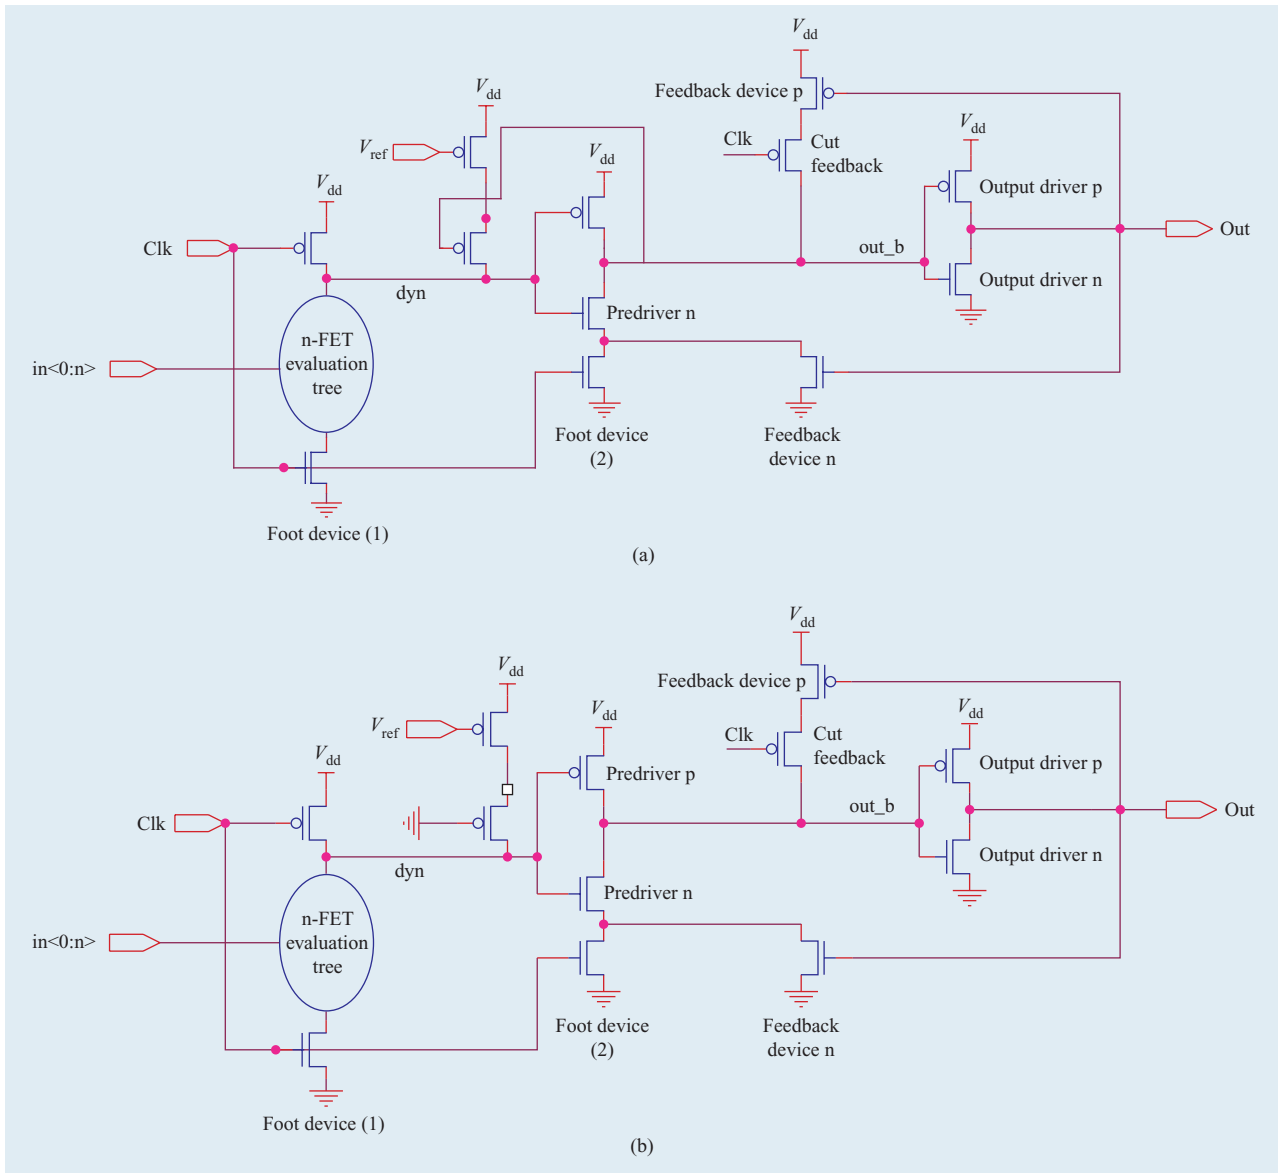 Vdd
Feedback device p
Clk
Cut
feedback
Vdd
Vref
Vdd
Vdd
Output driver p
Vdd
Clk
out_b
Out
dyn
Output driver n
Predriver n
n-FET
evaluation
tree
in<0:n>
Foot device
(2)
Feedback
device n
Foot device (1)
(a)
Vdd
Feedback device p
Vdd
Vref
Vdd
Clk
Cut
feedback
Vdd
Vdd
Predriver p
Output driver p
Clk
out_b
Out
dyn
Output driver n
Predriver n
n-FET
evaluation
tree
in<0:n>
Foot device
(2)
Feedback
device n
Foot device (1)
(b)